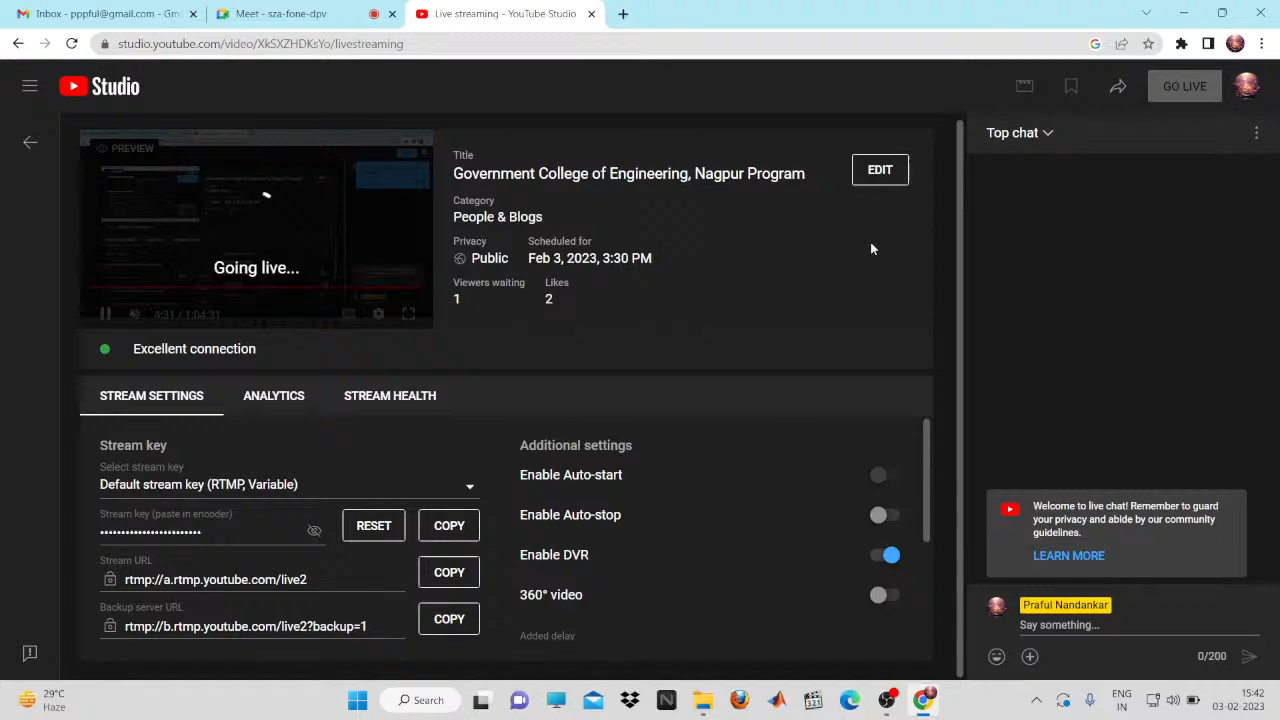 Inbox - pppful@gmail.com - Gm
Meet - sza-fone-dpv
Live streaming - YouTube Studio
studio.youtube.com/video/XkSXZHDKsYo/livestreaming
Studio
GO LIVE
PREVIEW
Going live...
4:31 / 1:04:31
Title
Government College of Engineering, Nagpur Program
EDIT
Category
People & Blogs
Privacy
Scheduled for
Public
Feb 3, 2023, 3:30 PM
Viewers waiting
Likes
1
2
Excellent connection
STREAM SETTINGS
ANALYTICS
STREAM HEALTH
Stream key
Select stream key
Default stream key (RTMP, Variable)
Stream key (paste in encoder)
RESET
COPY
Stream URL
rtmp://a.rtmp.youtube.com/live2
COPY
Backup server URL
rtmp://b.rtmp.youtube.com/live2?backup=1
COPY
Additional settings
Enable Auto-start
Enable Auto-stop
Enable DVR
360° video
Added delay
Top chat
Welcome to live chat! Remember to guard
your privacy and abide by our community
guidelines.
LEARN MORE
Praful Nandankar
Say something...
0/200
29°C
Haze
Search
321
ENG
IN
15:42
03-02-2023